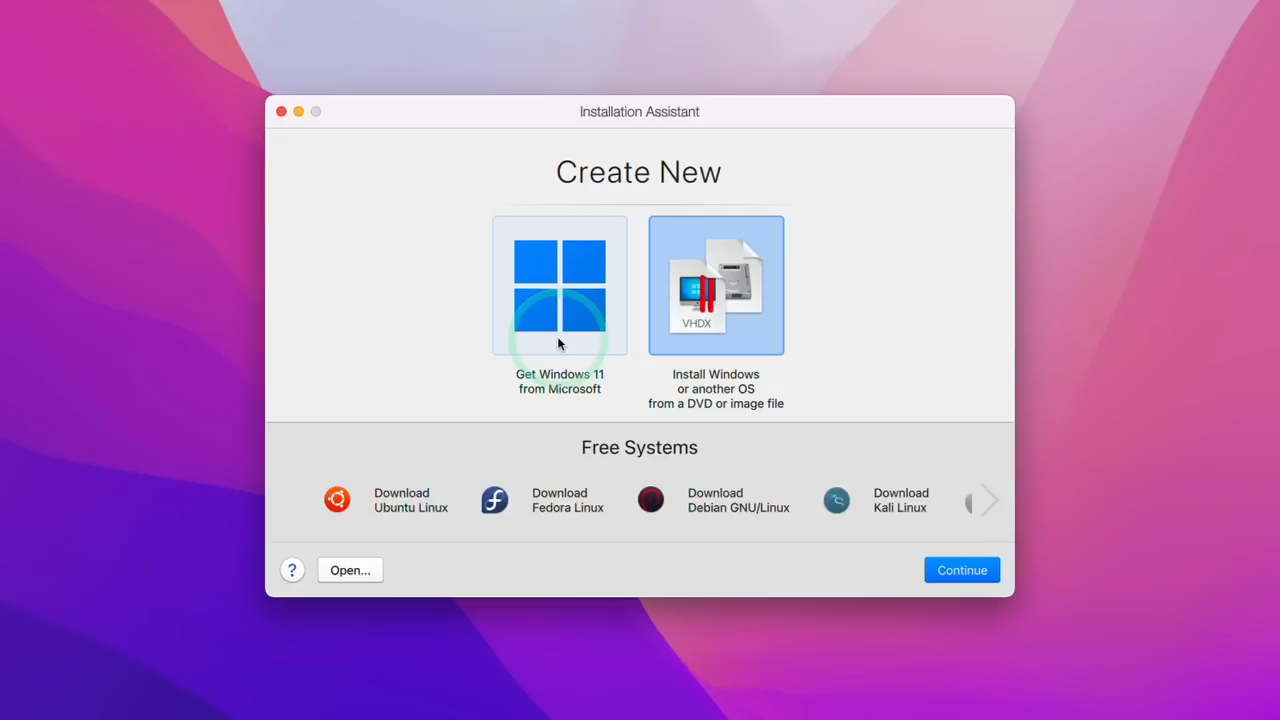 Installation Assistant
Create New
VHDX
Get Windows 11
from Microsoft
Install Windows
or another OS
from a DVD or image file
Free Systems
Download
Ubuntu Linux
Download
Fedora Linux
Download
Debian GNU/Linux
Download
Kali Linux
?
Open...
Continue